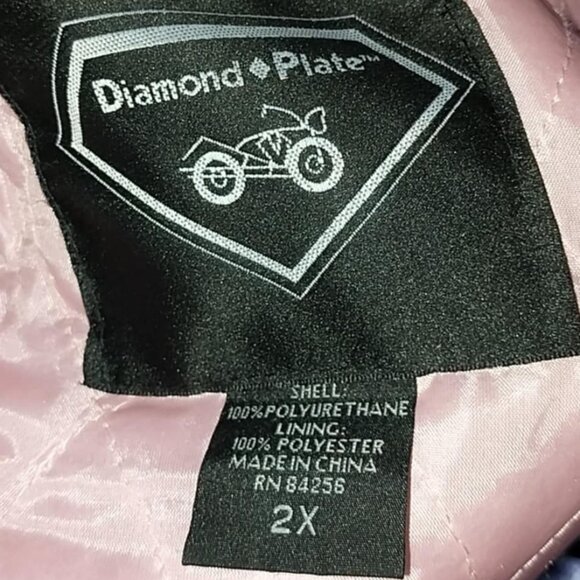 Diamond◆Plate™
SHELL:
100%POLYURETHANE
LINING:
100% POLYESTER
MADE IN CHINA
RN 84256
2X